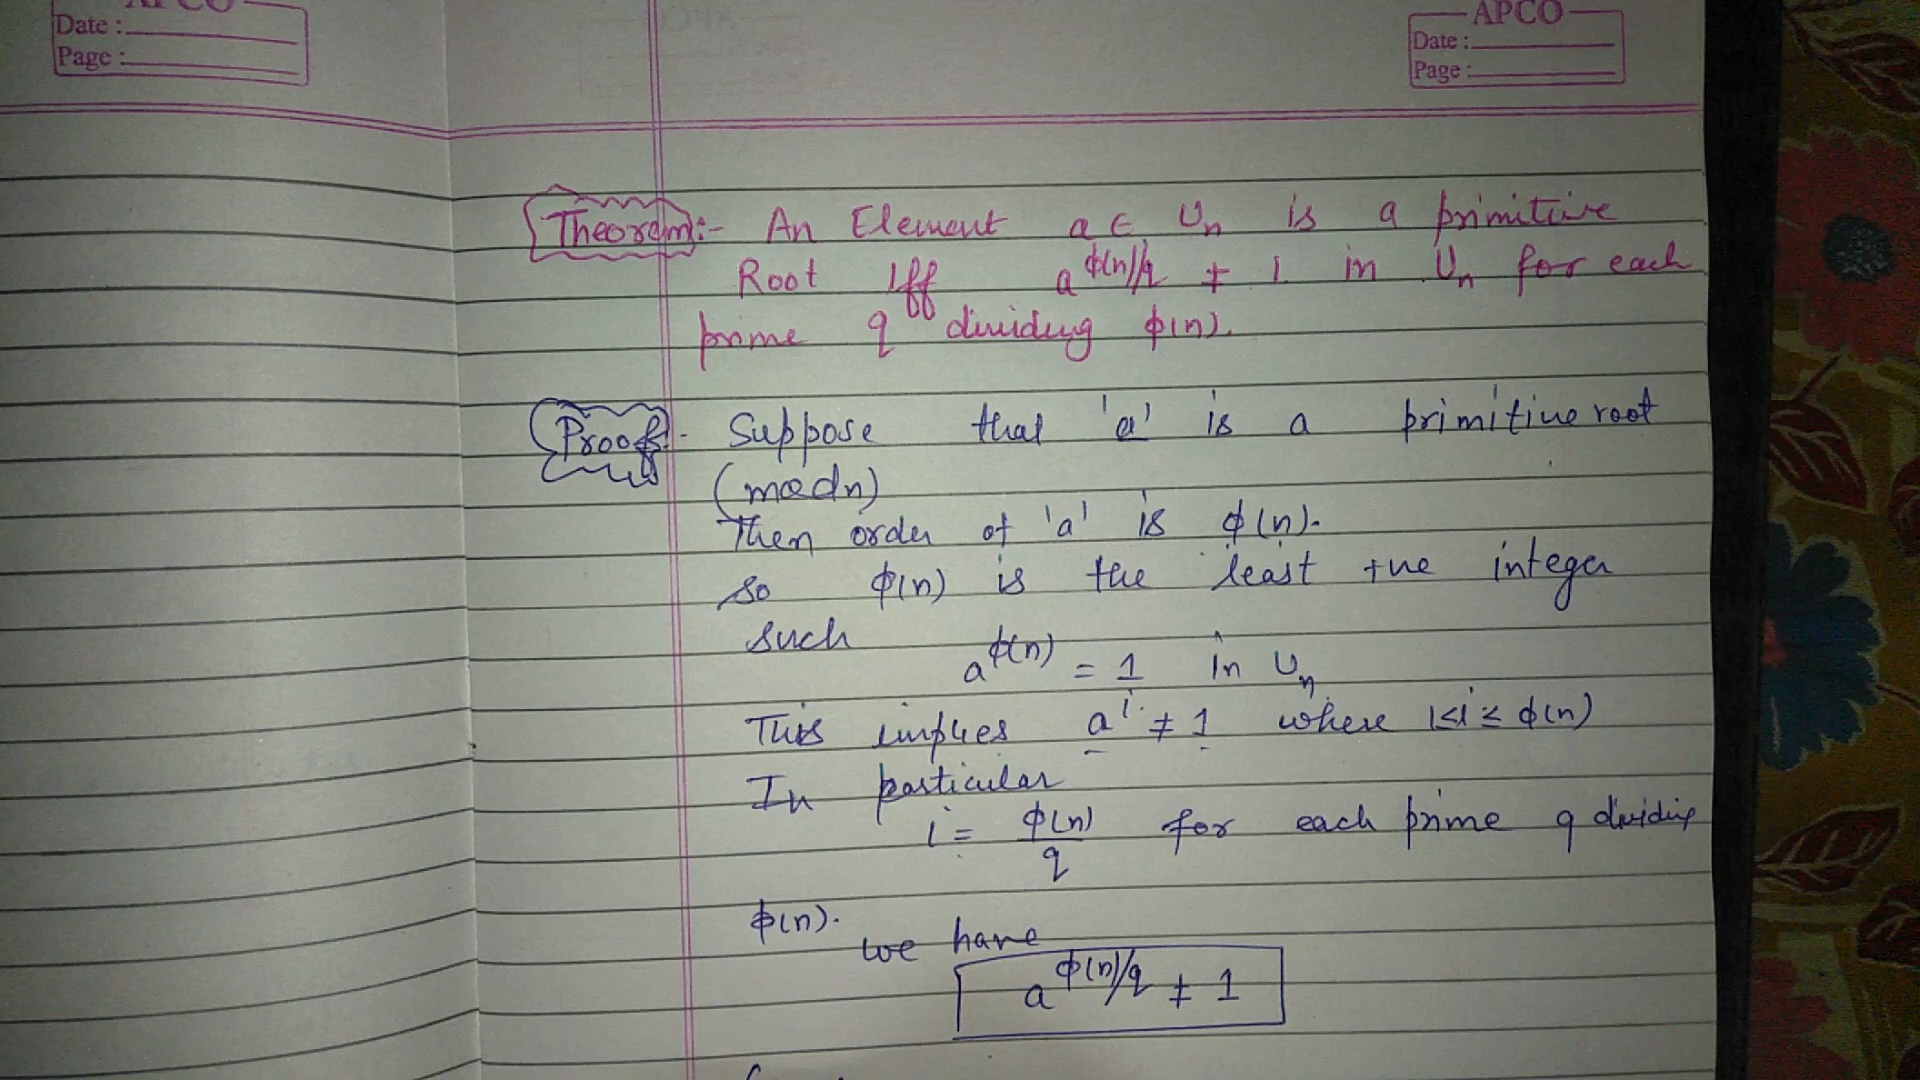 APCO
Date :
Page :
APCO
Date :
Page :
Theorem:- An Element a ∈ Un is a primitive
Root iff a^φ(n)/q ≠ 1 in Un for each
prime q dividing φ(n).
Proof:- Suppose that 'a' is a primitive root
(mod n)
Then order of 'a' is φ(n).
so φ(n) is the least +ve integer
such
a^φ(n) = 1 in Un
This implies a^i ≠ 1 where 1≤i< φ(n)
In particular
i = φ(n)/q for each prime q dividing
φ(n).
we have
a^φ(n)/q ≠ 1